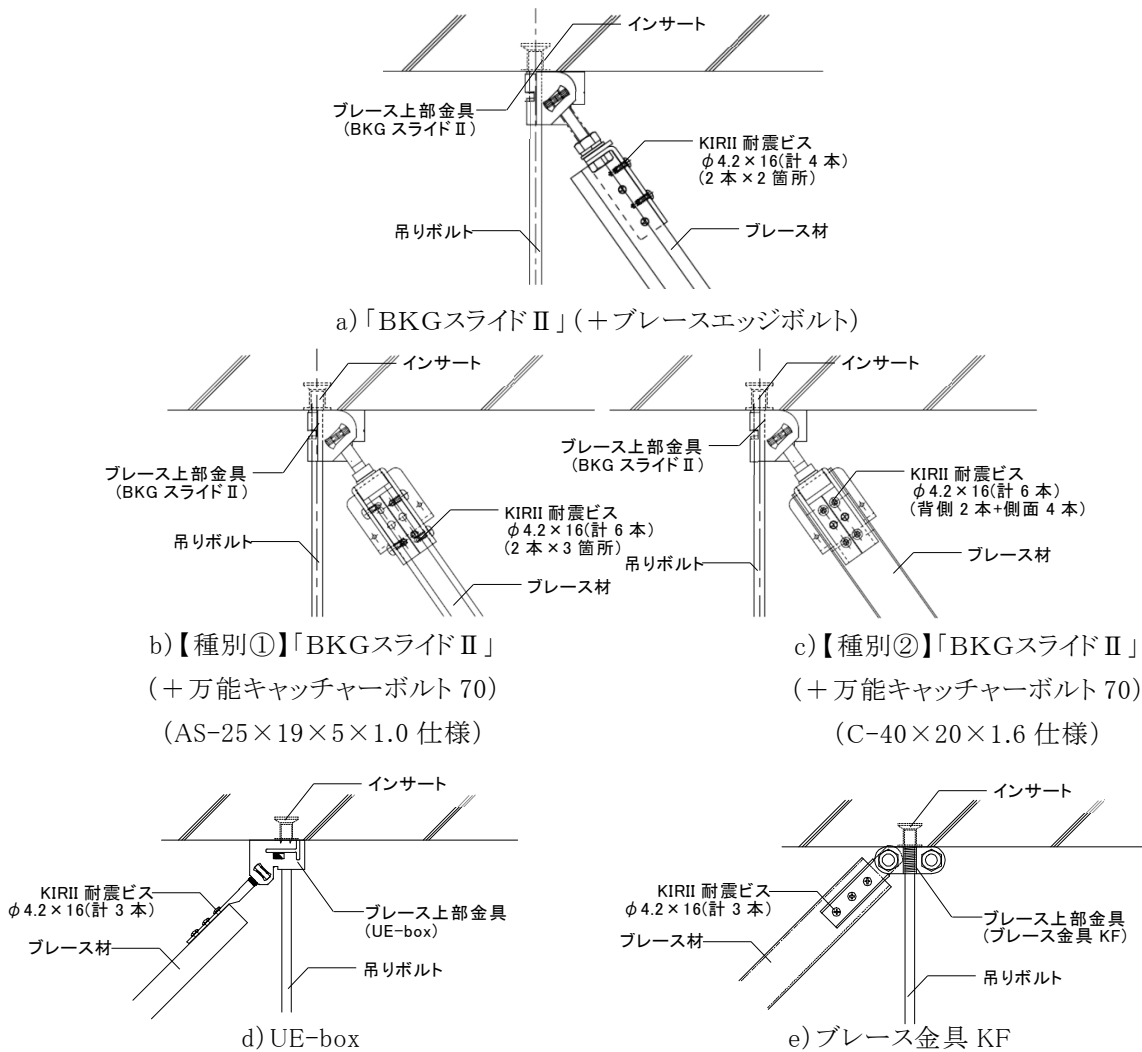 インサート
ブレース上部金具
(BKG スライドⅡ)
KIRII 耐震ビス
φ4.2×16(計 4 本)
(2 本×2 箇所)
吊りボルト
ブレース材
a)「BKGスライドⅡ」(+ブレースエッジボルト)
インサート
ブレース上部金具
(BKG スライドⅡ)
KIRII 耐震ビス
φ4.2×16(計 6 本)
(2 本×3 箇所)
吊りボルト
ブレース材
b)【種別①】「BKGスライドⅡ」
(+万能キャッチャーボルト 70)
(AS-25×19×5×1.0 仕様)
インサート
ブレース上部金具
(BKG スライドⅡ)
KIRII 耐震ビス
φ4.2×16(計 6 本)
(背側 2 本+側面 4 本)
ブレース材
吊りボルト
c)【種別②】「BKGスライドⅡ」
(+万能キャッチャーボルト 70)
(C-40×20×1.6 仕様)
インサート
KIRII 耐震ビス
φ4.2×16(計 3 本)
ブレース上部金具
(UE-box)
ブレース材
吊りボルト
d)UE-box
インサート
KIRII 耐震ビス
φ4.2×16(計 3 本)
ブレース上部金具
(ブレース金具 KF)
ブレース材
吊りボルト
e)ブレース金具 KF